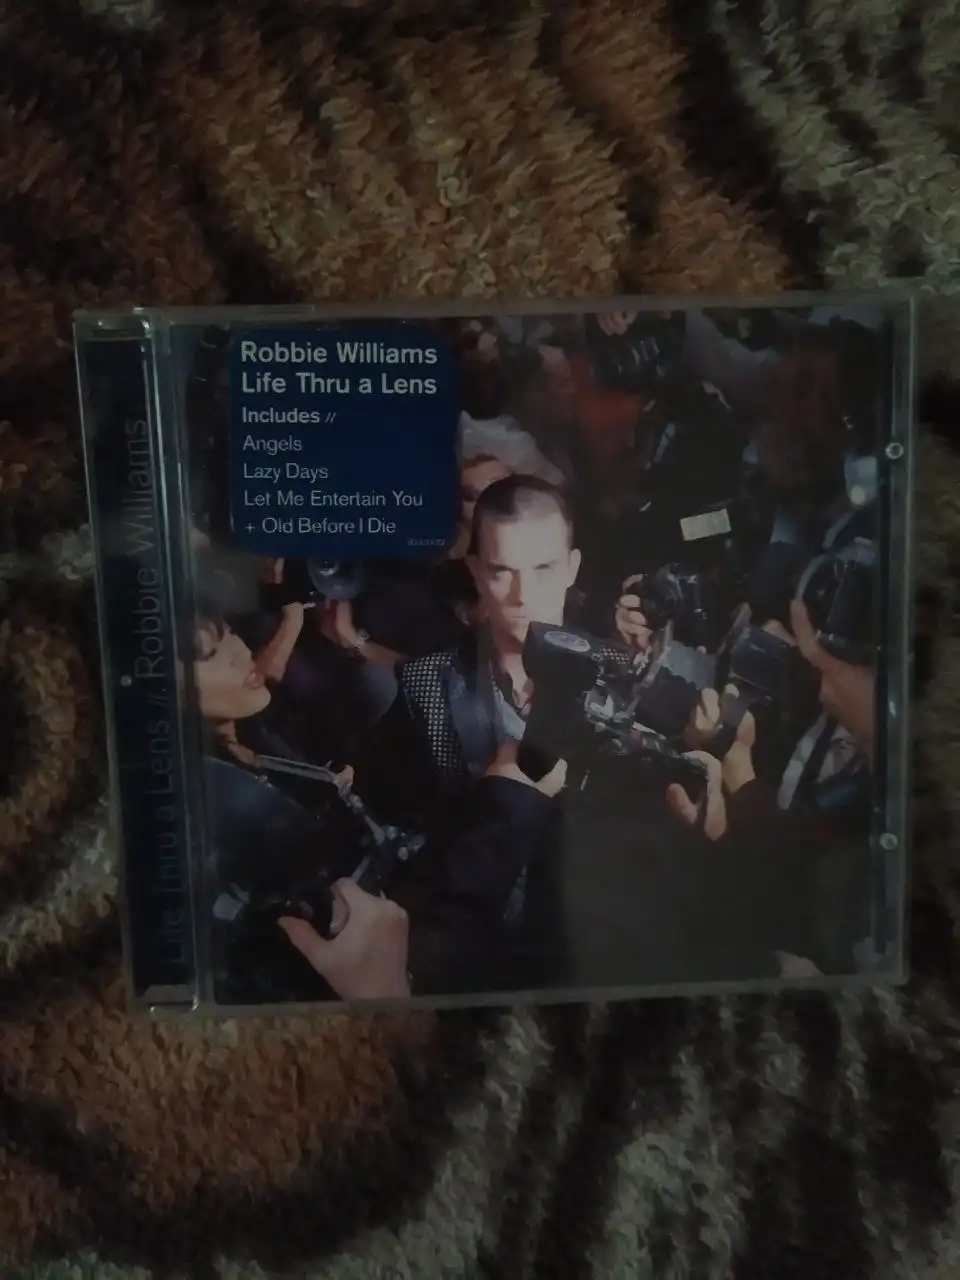 Robbie Williams
Life Thru a Lens
Includes //
Angels
Lazy Days
Let Me Entertain You
+ Old Before I Die
Life Thru a Lens // Robbie Williams